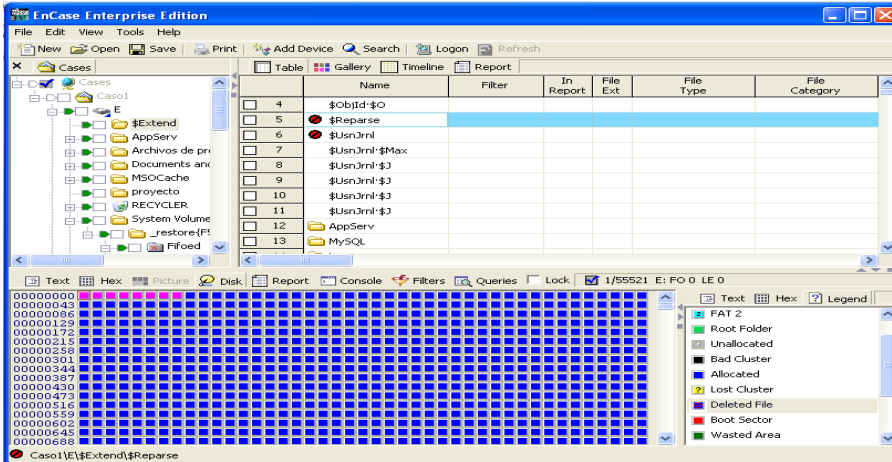 EnCase Enterprise Edition
File Edit View Tools Help
New Open Save Print Add Device Search Logon Refresh
Cases
Table Gallery Timeline Report
Cases
Caso1
E
$Extend
AppServ
Archivos de pr
Documents and
MSOCache
proyecto
RECYCLER
System Volume
_restore{F
Fifoed
Name Filter In Report File Ext File Type File Category
4 $ObjId·$O
5 $Reparse
6 $UsnJrnl
7 $UsnJrnl·$Max
8 $UsnJrnl·$J
9 $UsnJrnl·$J
10 $UsnJrnl·$J
11 $UsnJrnl·$J
12 AppServ
13 MySQL
Text Hex Picture Disk Report Console Filters Queries Lock 1/55521 E: FO 0 LE 0
00000000
00000043
00000086
00000129
00000172
00000215
00000258
00000301
00000344
00000387
00000430
00000473
00000516
00000559
00000602
00000645
00000688
Text Hex Legend
FAT 2
Root Folder
Unallocated
Bad Cluster
Allocated
Lost Cluster
Deleted File
Boot Sector
Wasted Area
Caso1\E\$Extend\$Reparse